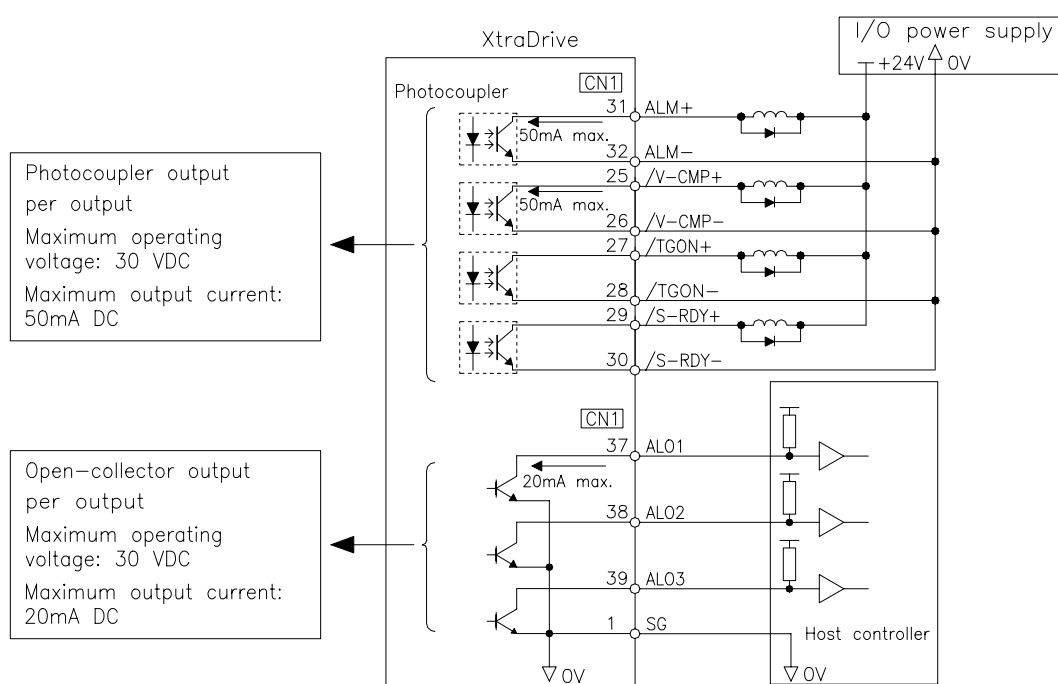 I/O power supply
+24V 0V
XtraDrive
CN1
Photocoupler
31 ALM+
50mA max.
32 ALM-
25 /V-CMP+
50mA max.
26 /V-CMP-
27 /TGON+
28 /TGON-
29 /S-RDY+
30 /S-RDY-
Photocoupler output
per output
Maximum operating
voltage: 30 VDC
Maximum output current:
50mA DC
CN1
37 ALO1
20mA max.
38 ALO2
39 ALO3
1 SG
0V
Host controller
0V
Open-collector output
per output
Maximum operating
voltage: 30 VDC
Maximum output current:
20mA DC